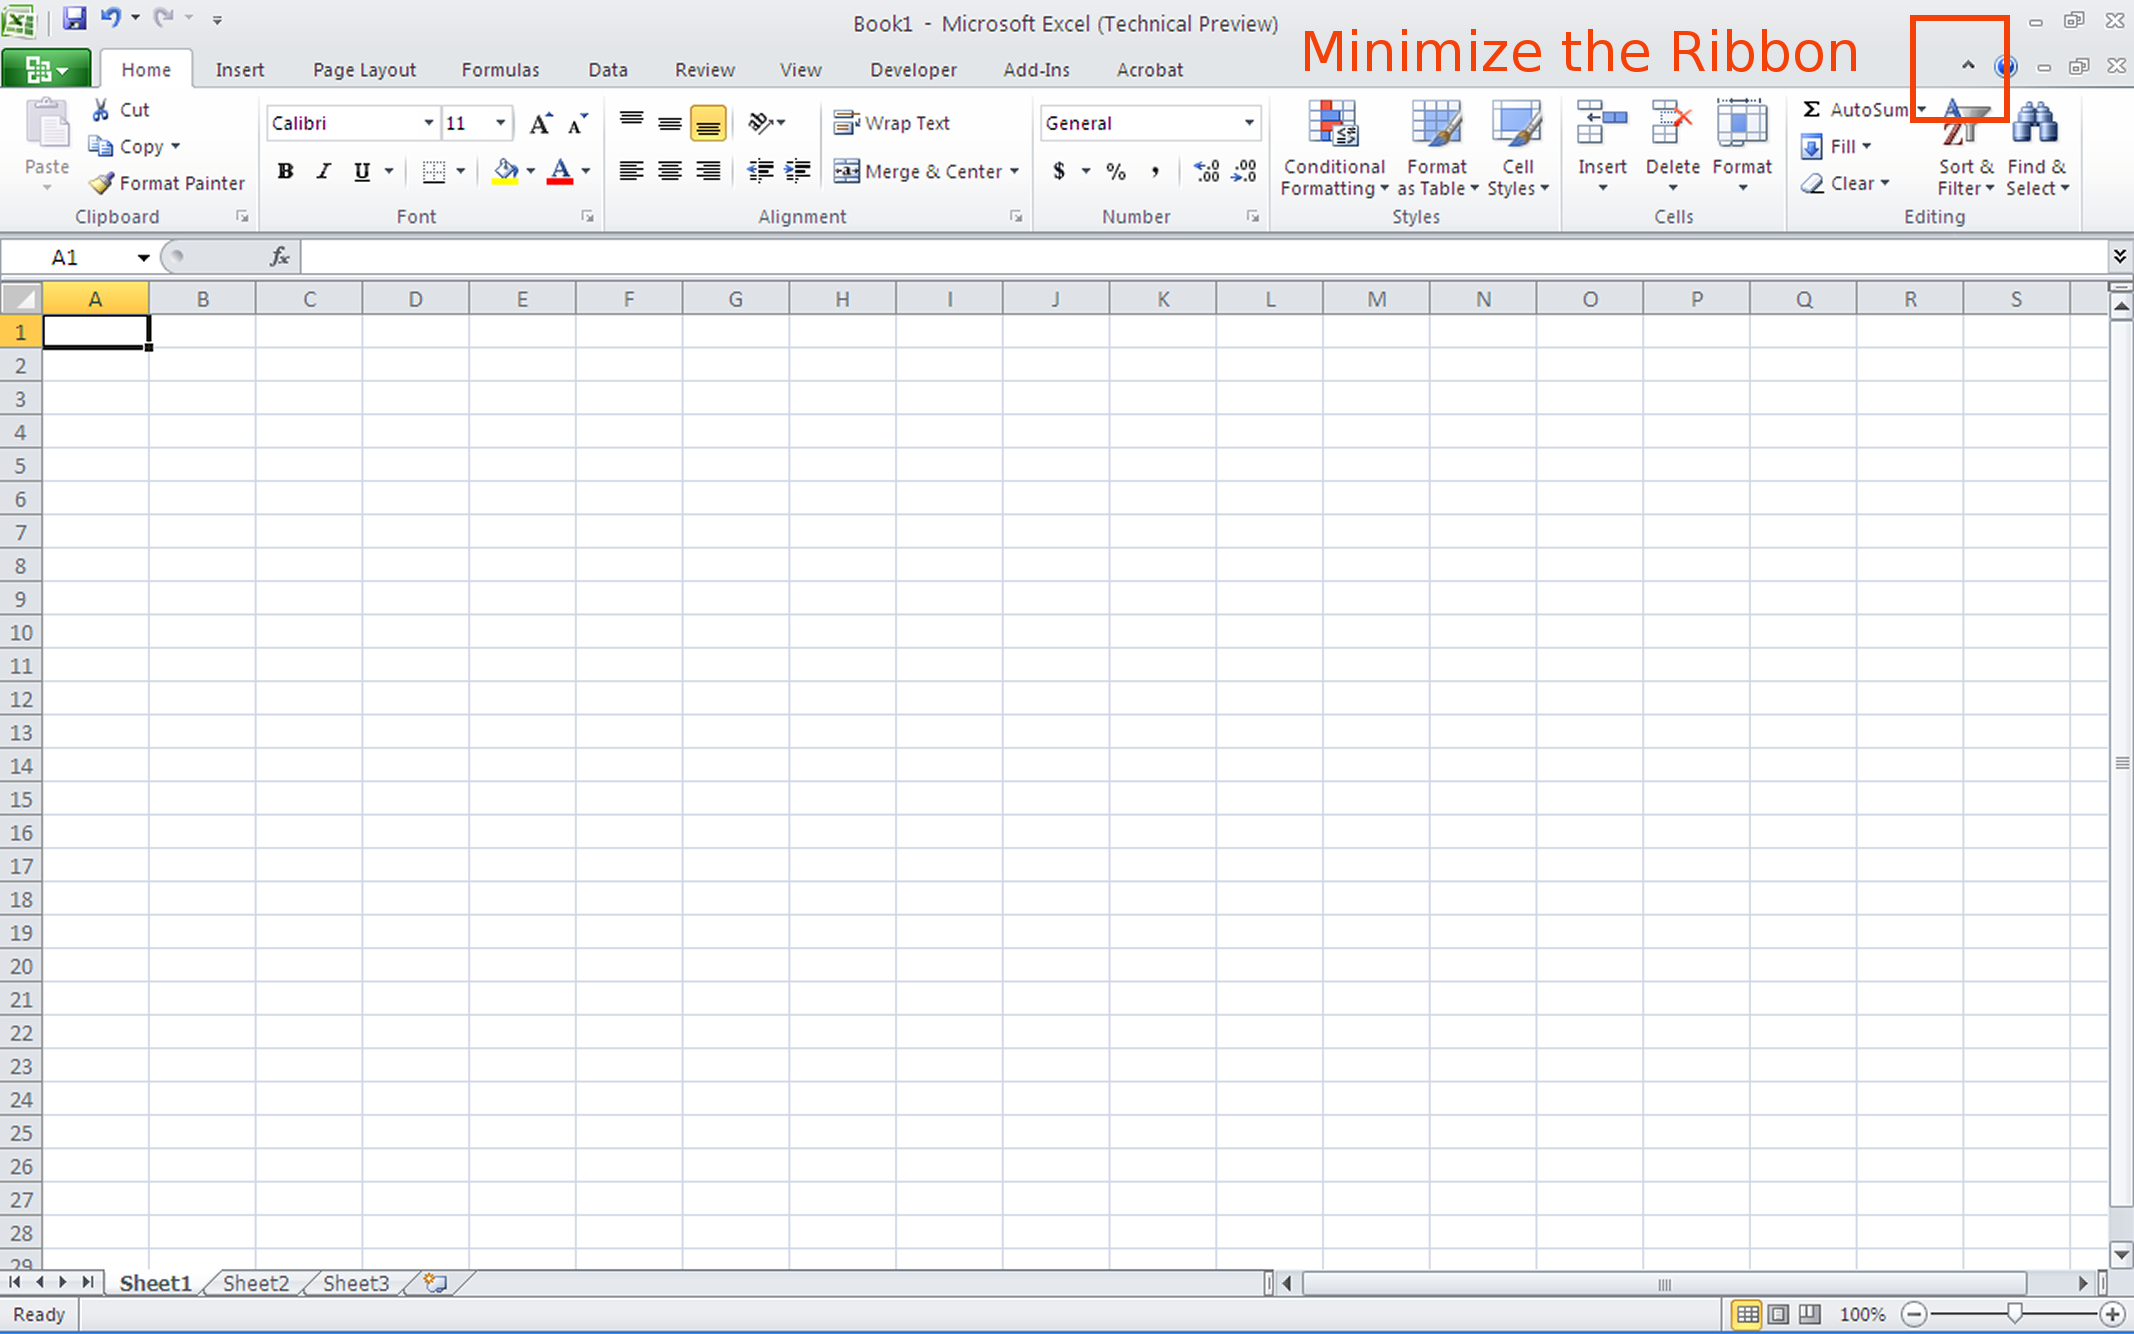 Book1 - Microsoft Excel (Technical Preview)
Minimize the Ribbon
Home Insert Page Layout Formulas Data Review View Developer Add-Ins Acrobat
Paste
Cut
Copy
Format Painter
Clipboard
Calibri 11
B I U
Font
Wrap Text
Merge & Center
Alignment
General
$ % ,
Number
Conditional Formatting
Format as Table
Cell Styles
Styles
Insert
Delete
Format
Cells
Σ AutoSum
Fill
Clear
Sort & Filter
Find & Select
Editing
A1 fx
A B C D E F G H I J K L M N O P Q R S
1
2
3
4
5
6
7
8
9
10
11
12
13
14
15
16
17
18
19
20
21
22
23
24
25
26
27
28
29
Sheet1 Sheet2 Sheet3
Ready 100%